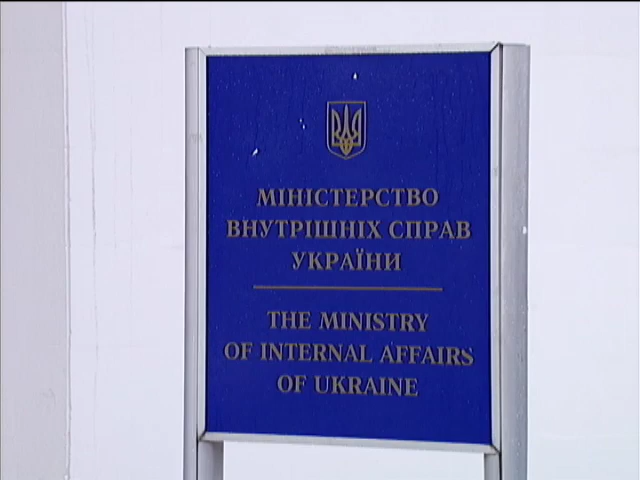 МІНІСТЕРСТВО
ВНУТРІШНІХ СПРАВ
УКРАЇНИ
THE MINISTRY
OF INTERNAL AFFAIRS
OF UKRAINE